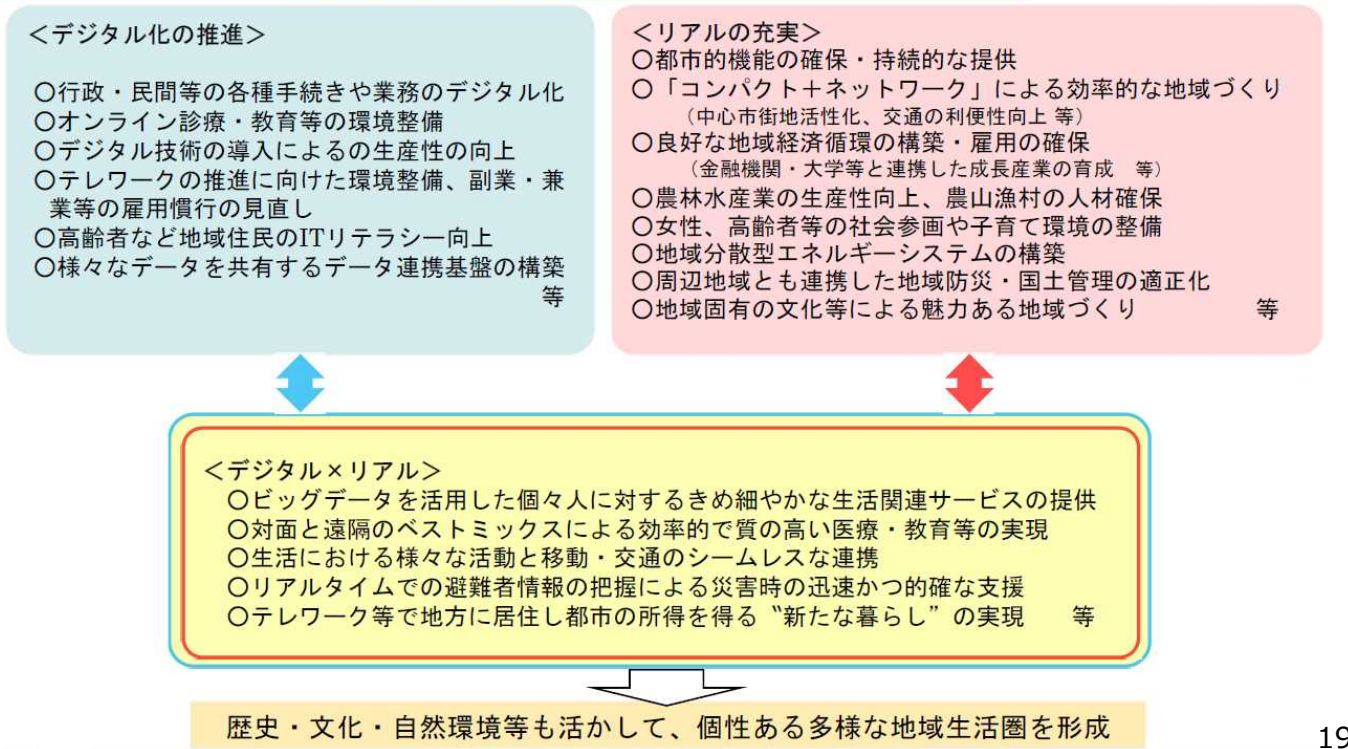 ＜デジタル化の推進＞
〇行政・民間等の各種手続きや業務のデジタル化
〇オンライン診療・教育等の環境整備
〇デジタル技術の導入によるの生産性の向上
〇テレワークの推進に向けた環境整備、副業・兼
業等の雇用慣行の見直し
〇高齢者など地域住民のITリテラシー向上
〇様々なデータを共有するデータ連携基盤の構築
等
＜リアルの充実＞
〇都市的機能の確保・持続的な提供
〇「コンパクト＋ネットワーク」による効率的な地域づくり
（中心市街地活性化、交通の利便性向上 等）
〇良好な地域経済循環の構築・雇用の確保
（金融機関・大学等と連携した成長産業の育成　等）
〇農林水産業の生産性向上、農山漁村の人材確保
〇女性、高齢者等の社会参画や子育て環境の整備
〇地域分散型エネルギーシステムの構築
〇周辺地域とも連携した地域防災・国土管理の適正化
〇地域固有の文化等による魅力ある地域づくり　　　　　等
＜デジタル×リアル＞
〇ビッグデータを活用した個々人に対するきめ細やかな生活関連サービスの提供
〇対面と遠隔のベストミックスによる効率的で質の高い医療・教育等の実現
〇生活における様々な活動と移動・交通のシームレスな連携
〇リアルタイムでの避難者情報の把握による災害時の迅速かつ的確な支援
〇テレワーク等で地方に居住し都市の所得を得る〝新たな暮らし”の実現　　等
歴史・文化・自然環境等も活かして、個性ある多様な地域生活圏を形成
19